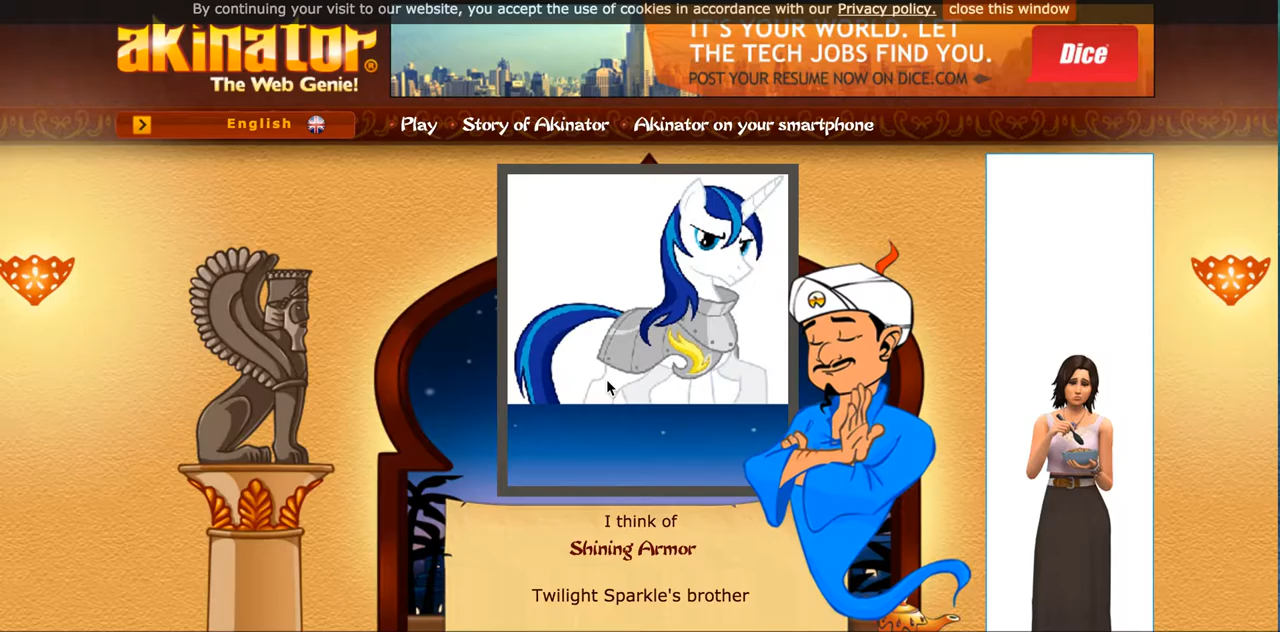 By continuing your visit to our website, you accept the use of cookies in accordance with our Privacy policy. close this window
akinator®
The Web Genie!
IT'S YOUR WORLD. LET
THE TECH JOBS FIND YOU.
POST YOUR RESUME NOW ON DICE.COM
Dice
English
Play
Story of Akinator
Akinator on your smartphone
I think of
Shining Armor
Twilight Sparkle's brother